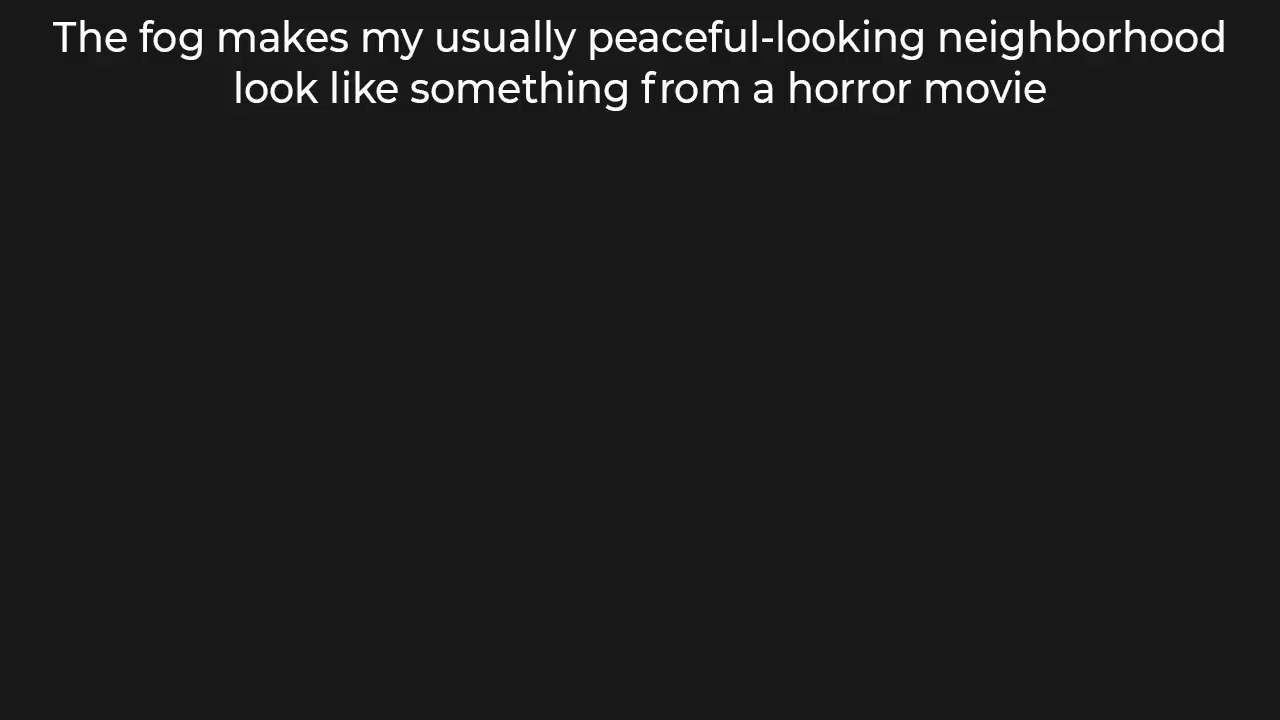 The fog makes my usually peaceful-looking neighborhood
look like something from a horror movie